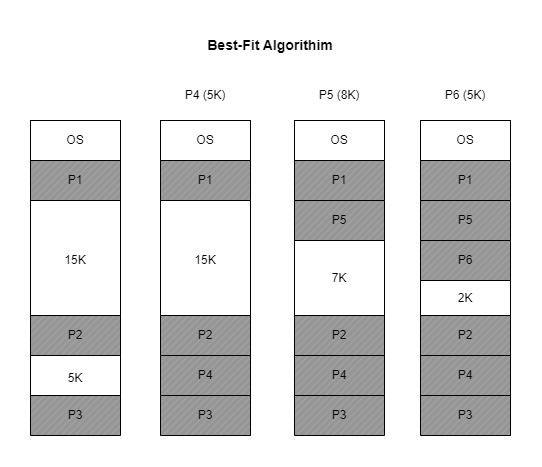 Best-Fit Algorithim
P4 (5K)
P5 (8K)
P6 (5K)
OS
P1
15K
P2
5K
P3
OS
P1
15K
P2
P4
P3
OS
P1
P5
7K
P2
P4
P3
OS
P1
P5
P6
2K
P2
P4
P3